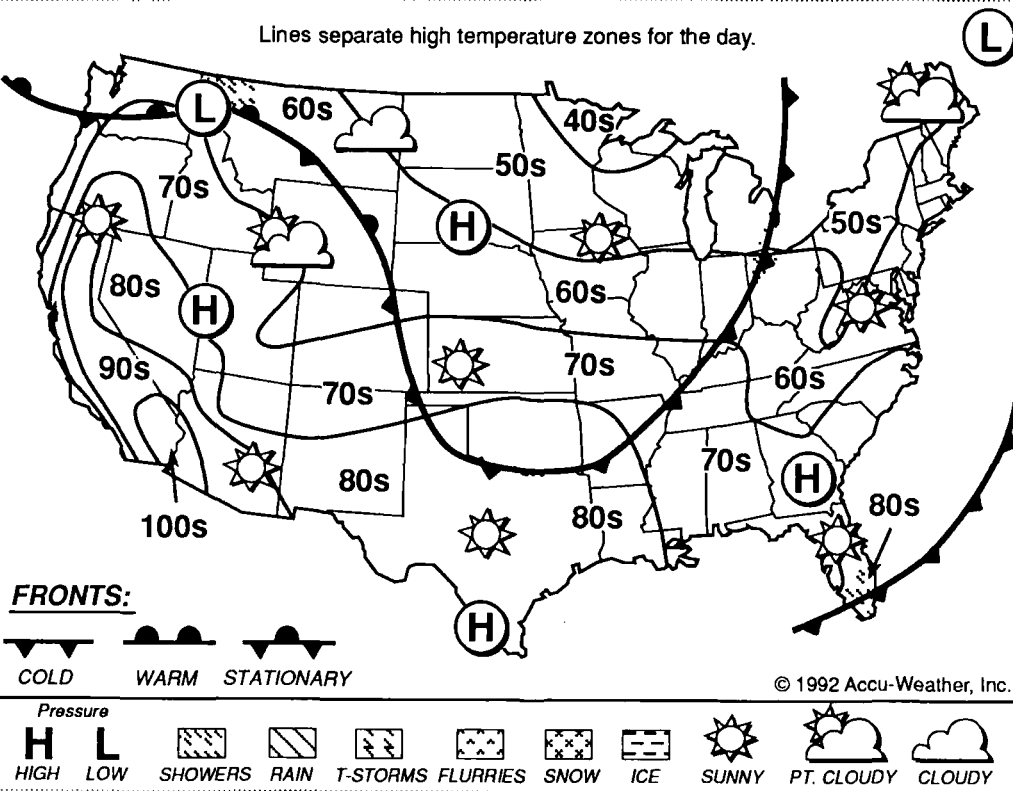 Lines separate high temperature zones for the day.
L
L
60s
40s
50s
70s
50s
H
80s
H
60s
90s
70s
70s
60s
80s
70s
H
100s
80s
80s
H
FRONTS:
COLD WARM STATIONARY
© 1992 Accu-Weather, Inc.
Pressure
H L
HIGH LOW SHOWERS RAIN T-STORMS FLURRIES SNOW ICE SUNNY PT. CLOUDY CLOUDY